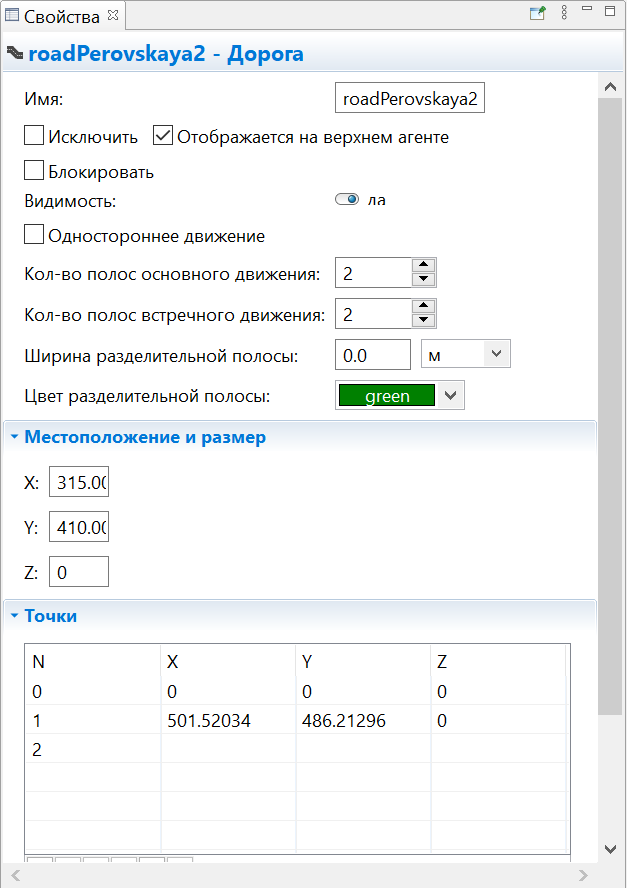 Свойства
roadPerovskaya2 - Дорога
Имя: roadPerovskaya2
Исключить Отображается на верхнем агенте
Блокировать
Видимость: да
Одностороннее движение
Кол-во полос основного движения: 2
Кол-во полос встречного движения: 2
Ширина разделительной полосы: 0.0 м
Цвет разделительной полосы: green
Местоположение и размер
X: 315.00
Y: 410.00
Z: 0
Точки
N X Y Z
0 0 0 0
1 501.52034 486.21296 0
2